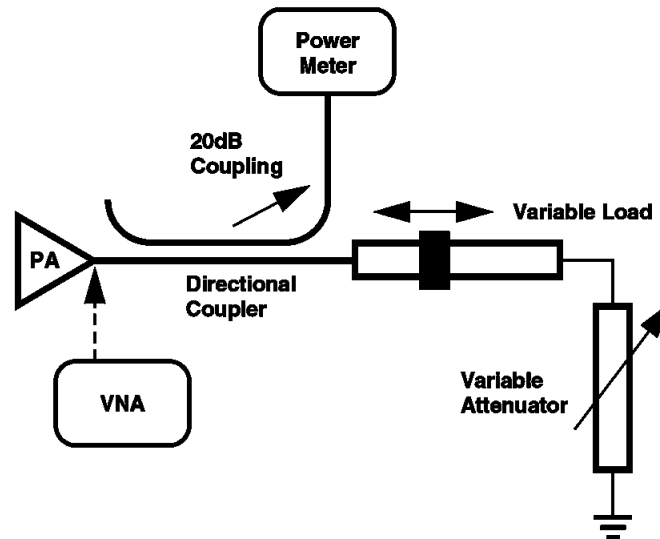 Power
Meter
20dB
Coupling
Variable Load
PA
Directional
Coupler
VNA
Variable
Attenuator